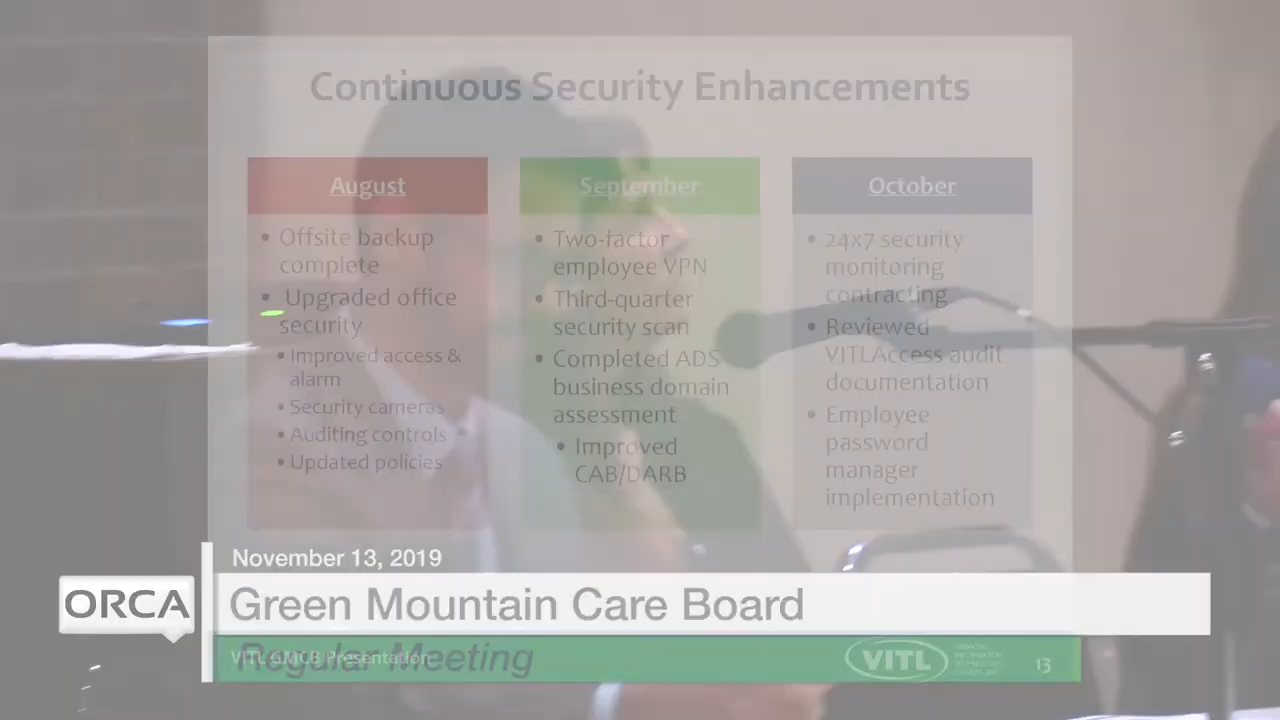 Continuous Security Enhancements
August
• Offsite backup
complete
• Upgraded office
security
• Improved access &
alarm
• Security cameras
• Auditing controls
• Updated policies
September
• Two-factor
employee VPN
• Third-quarter
security scan
• Completed ADS
business domain
assessment
• Improved
CAB/DARB
October
• 24x7 security
monitoring
contracting
• Reviewed
VITLAccess audit
documentation
• Employee
password
manager
implementation
November 13, 2019
ORCA
Green Mountain Care Board
Regular Meeting
VITL GMCB Presentation
VITL
13